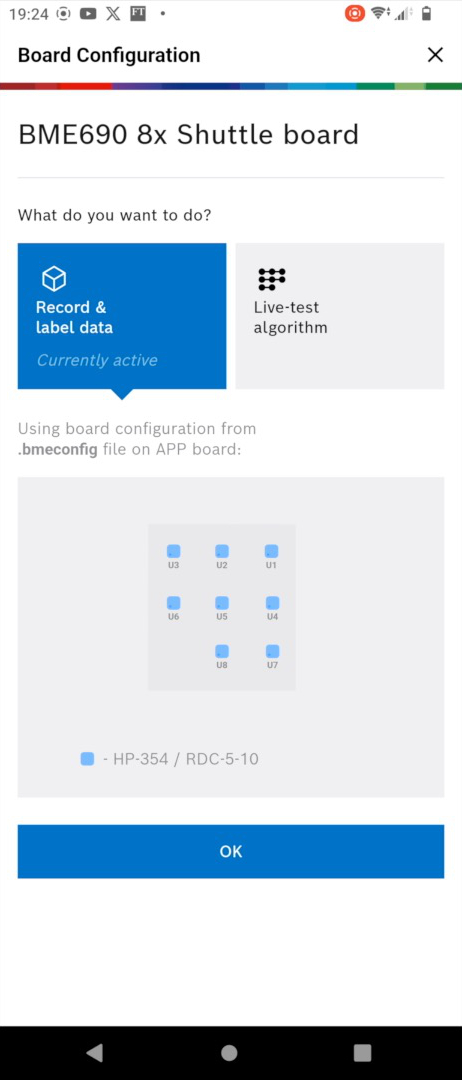 19:24 X FT
Board Configuration
BME690 8x Shuttle board
What do you want to do?
Record &
label data
Currently active
Live-test
algorithm
Using board configuration from
.bmeconfig file on APP board:
U3 U2 U1
U6 U5 U4
U8 U7
- HP-354 / RDC-5-10
OK